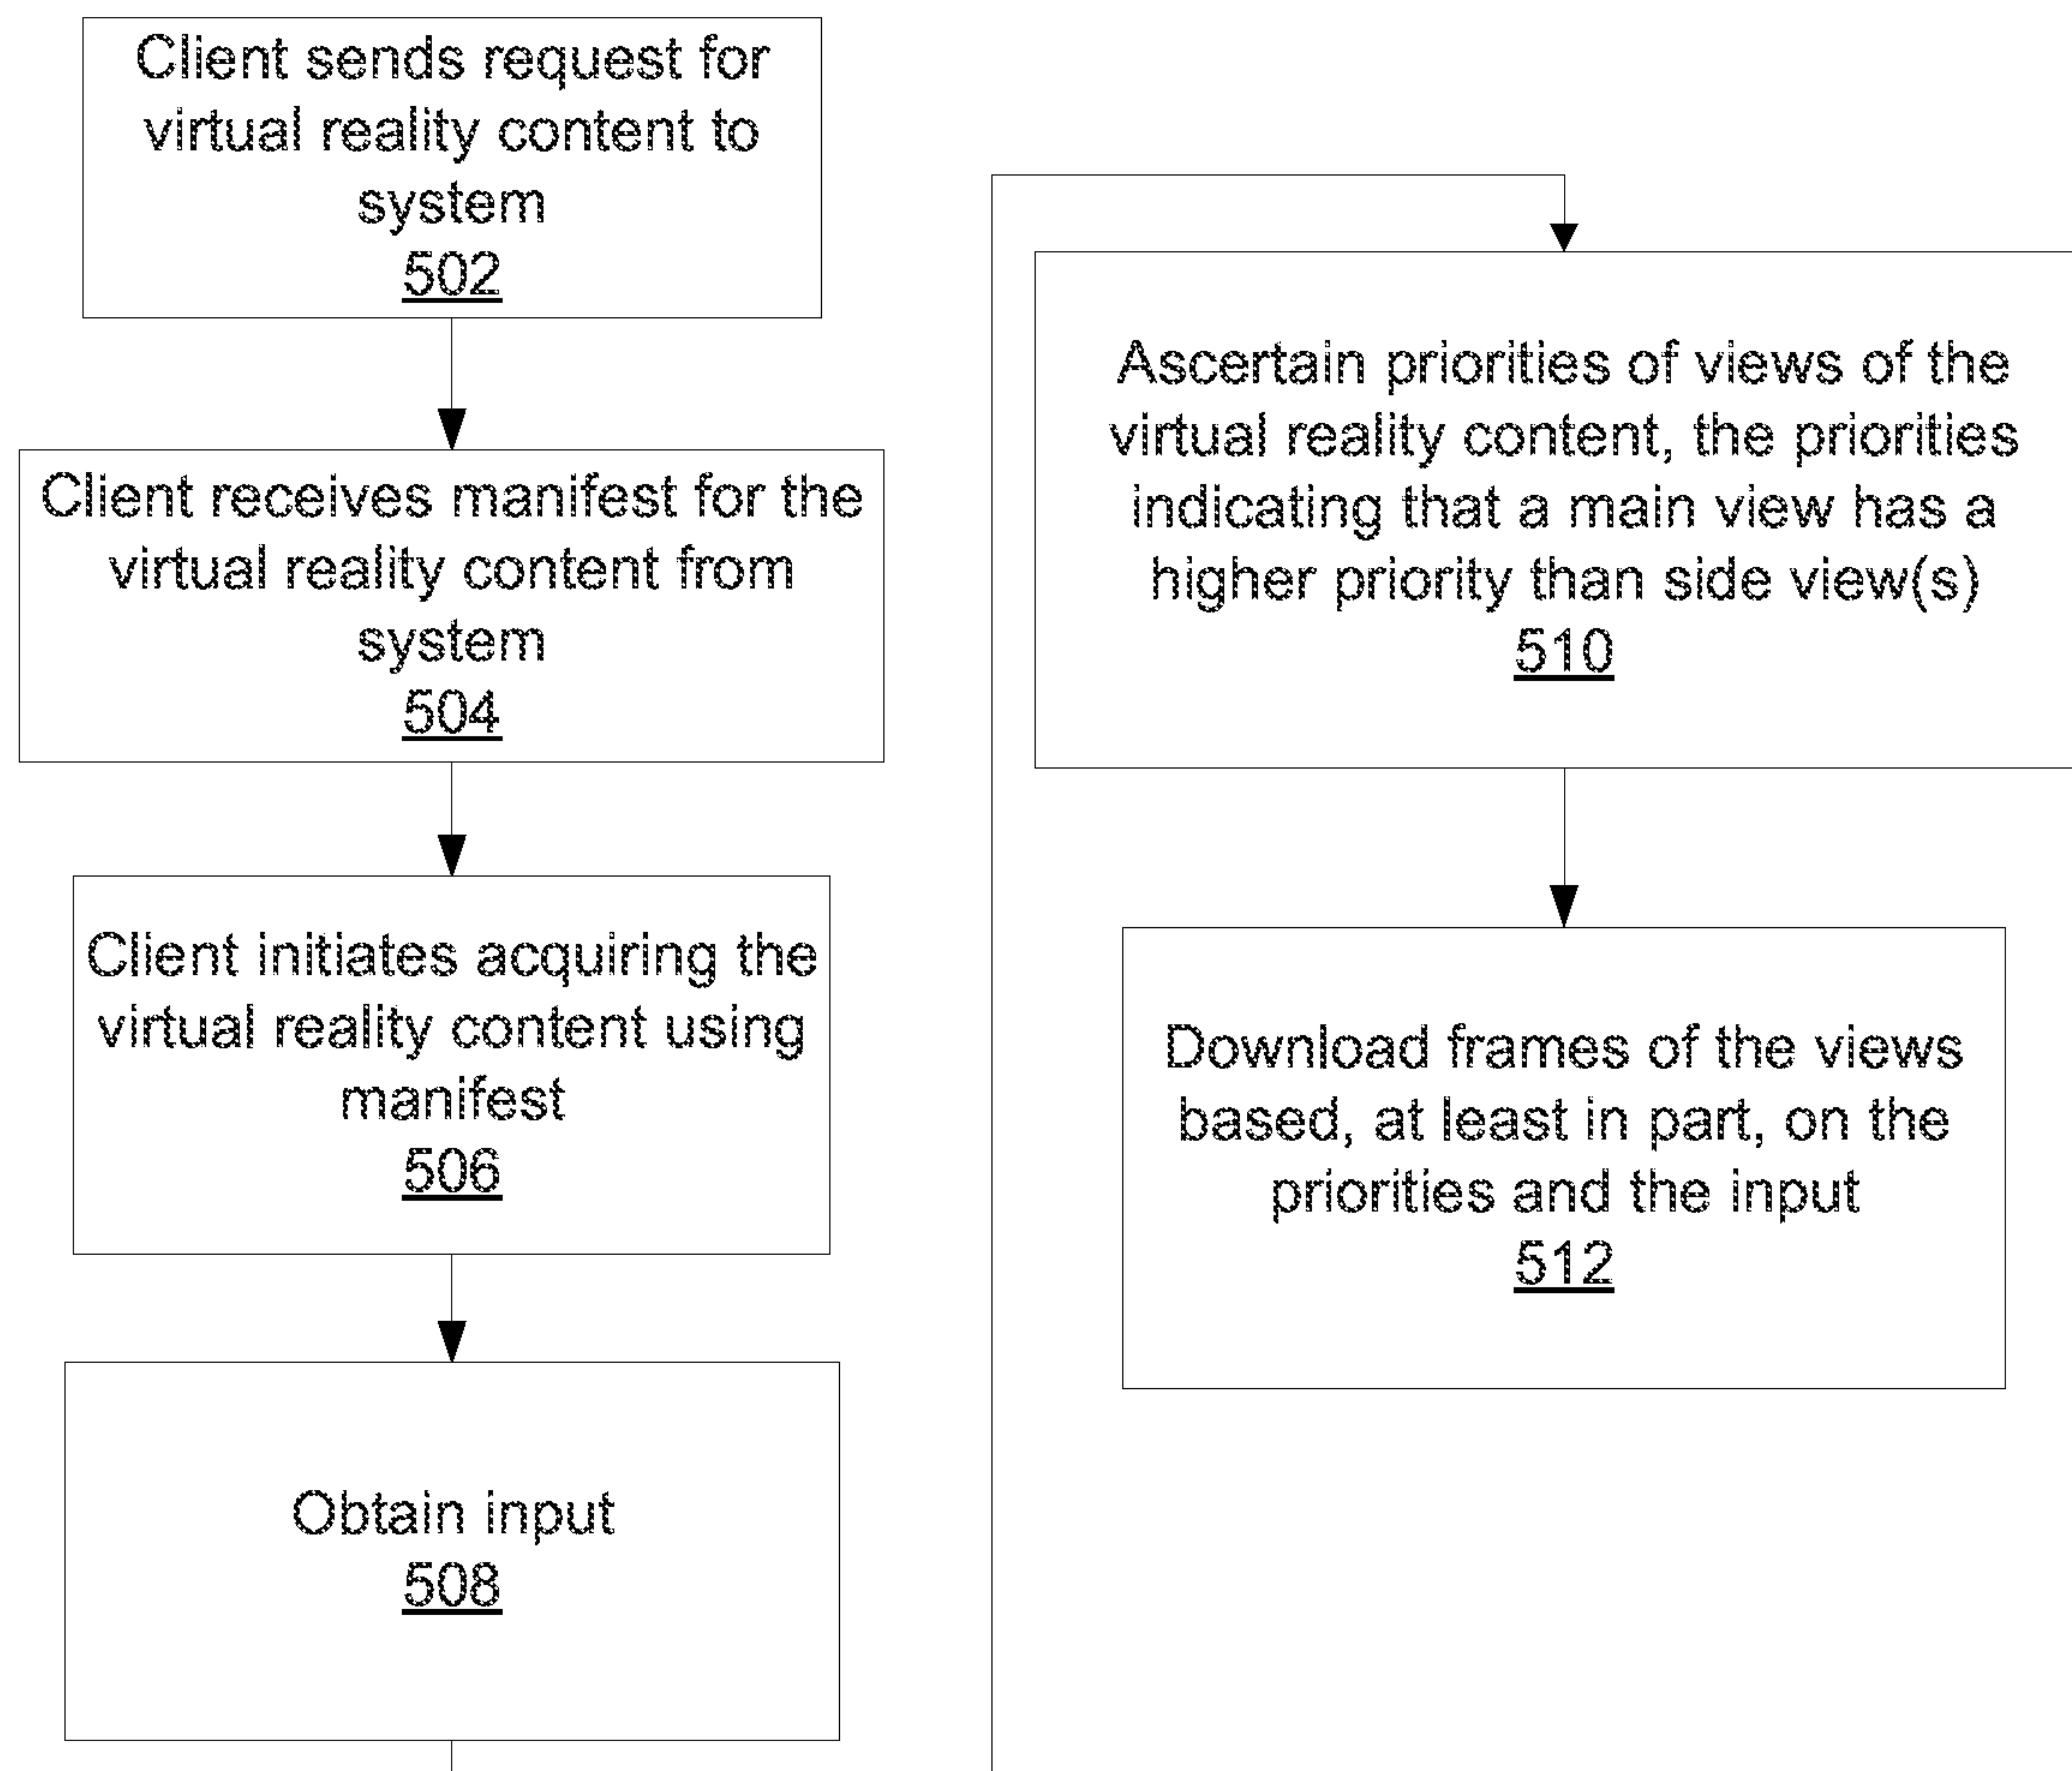 Client sends request for
virtual reality content to
system
502
Client receives manifest for the
virtual reality content from
system
504
Client initiates acquiring the
virtual reality content using
manifest
506
Obtain input
508
Ascertain priorities of views of the
virtual reality content, the priorities
indicating that a main view has a
higher priority than side view(s)
510
Download frames of the views
based, at least in part, on the
priorities and the input
512